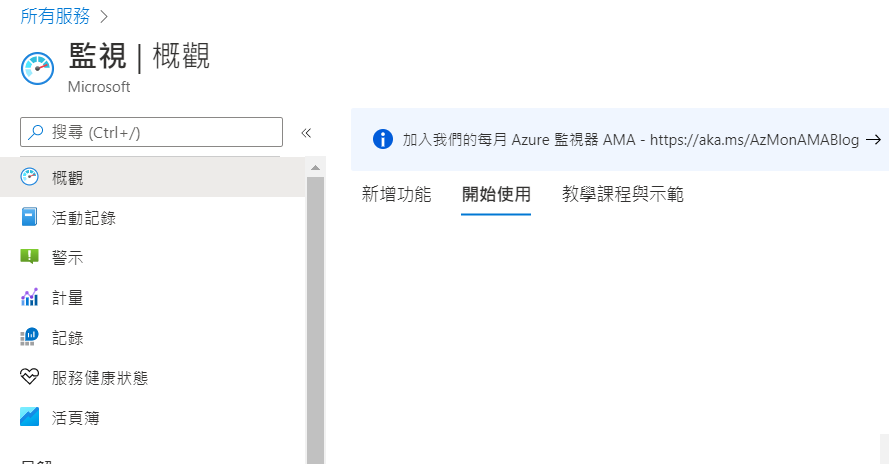 所有服務
監視 | 概觀
Microsoft
搜尋 (Ctrl+/)
加入我們的每月 Azure 監視器 AMA - https://aka.ms/AzMonAMABlog
新增功能 開始使用 教學課程與示範
概觀
活動記錄
警示
計量
記錄
服務健康狀態
活頁簿